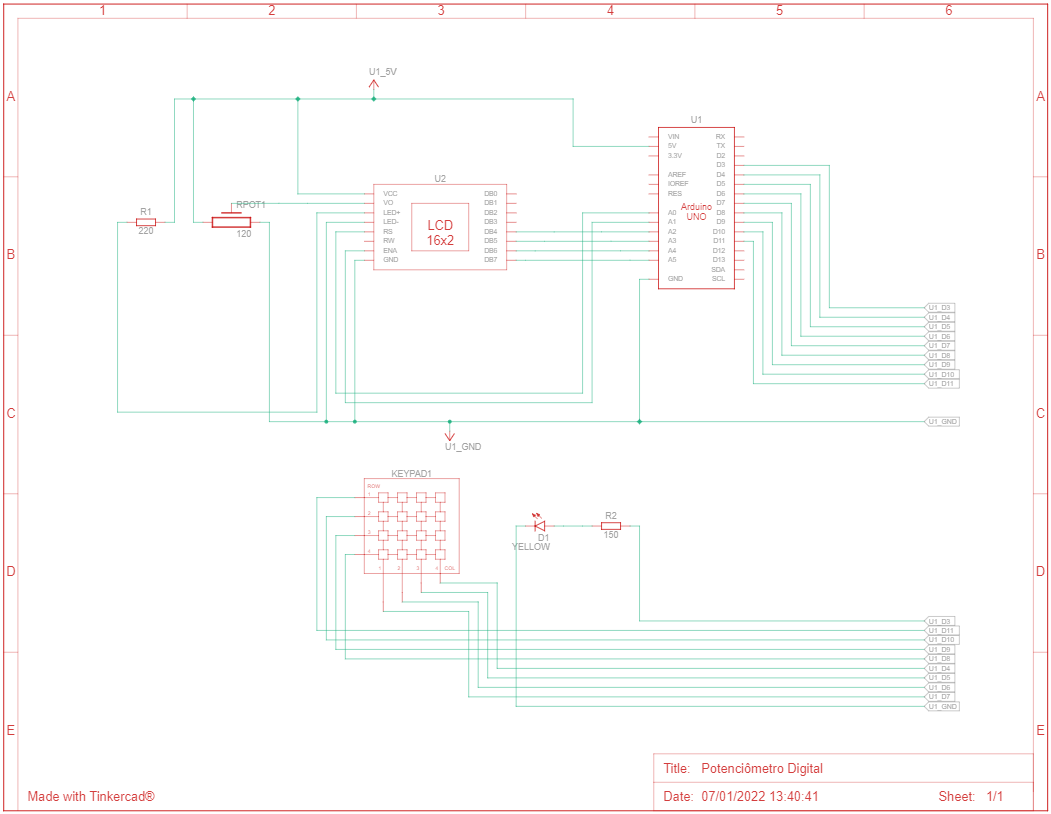 1 2 3 4 5 6
A A
B B
C C
D D
E E
U1_5V
U1
VIN RX
5V TX
3.3V D2
D3
AREF D4
IOREF D5
RES D6
D7
A0 D8
A1 D9
A2 D10
A3 D11
A4 D12
A5 D13
SDA
GND SCL
Arduino
UNO
U2
VCC DB0
VO DB1
LED+ DB2
LED- DB3
RS DB4
RW DB5
ENA DB6
GND DB7
LCD
16x2
R1
220
RPOT1
120
U1_D3
U1_D4
U1_D5
U1_D6
U1_D7
U1_D8
U1_D9
U1_D10
U1_D11
U1_GND
U1_GND
KEYPAD1
ROW
1
2
3
4
1 2 3 4 COL
D1
YELLOW
R2
150
U1_D3
U1_D11
U1_D10
U1_D9
U1_D8
U1_D4
U1_D5
U1_D6
U1_D7
U1_GND
Title: Potenciômetro Digital
Made with Tinkercad®
Date: 07/01/2022 13:40:41 Sheet: 1/1